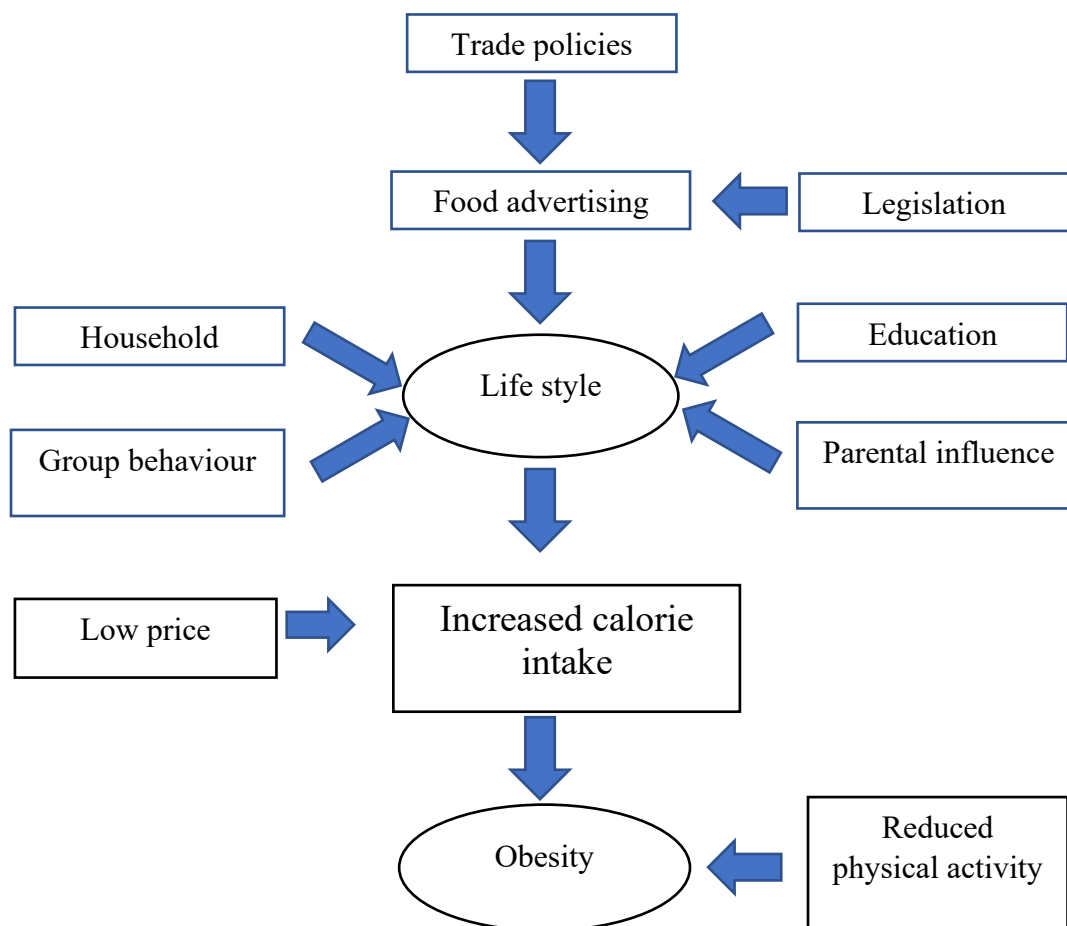 Trade policies
Food advertising
Legislation
Household
Education
Life style
Group behaviour
Parental influence
Low price
Increased calorie
intake
Obesity
Reduced
physical activity